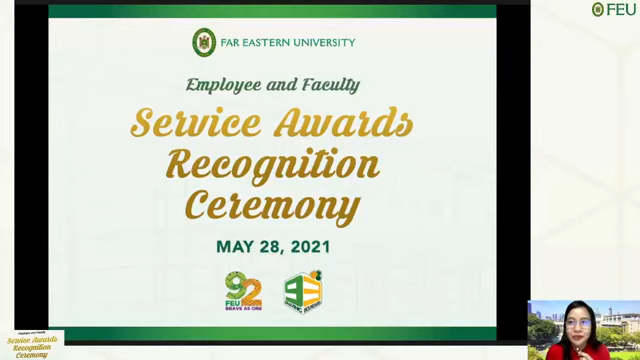 FEU
FAR EASTERN UNIVERSITY
Employee and Faculty
Service Awards
Recognition
Ceremony
MAY 28, 2021
92
FEU
BRAVE AS ONE
Employee and Faculty
Service Awards
Recognition
Ceremony